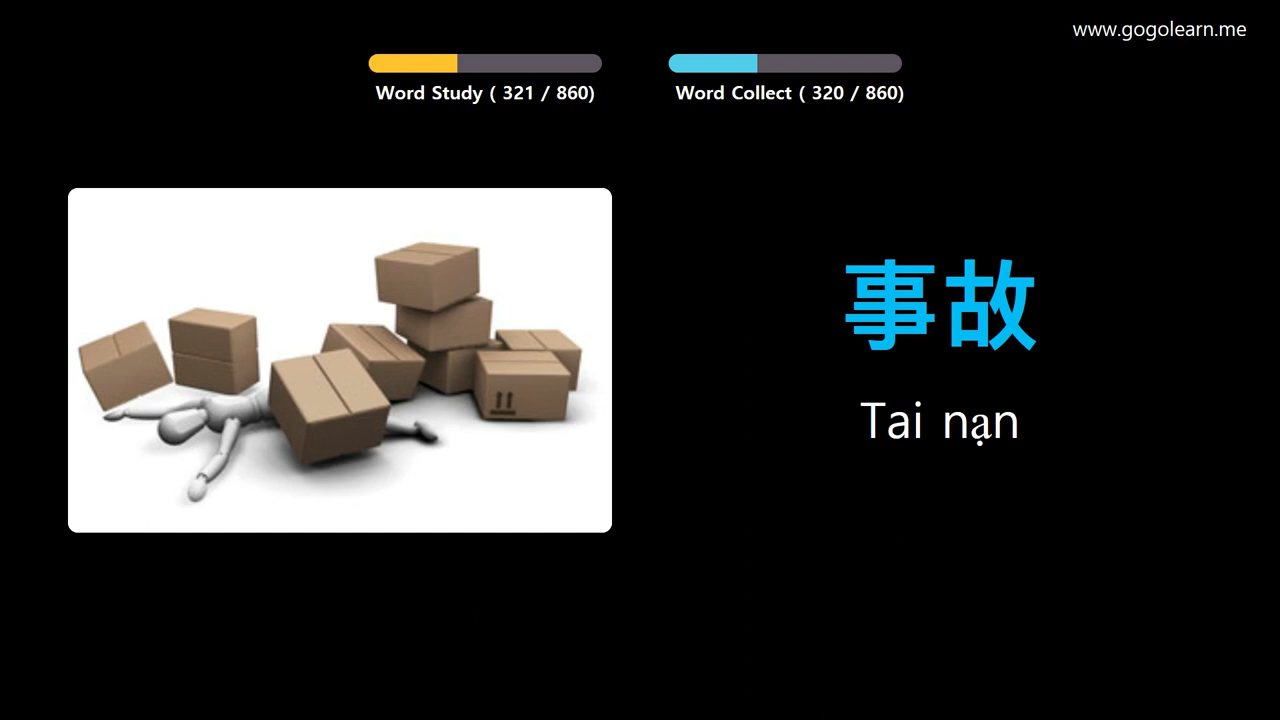 www.gogolearn.me
Word Study ( 321 / 860)
Word Collect ( 320 / 860)
事故
Tai nạn